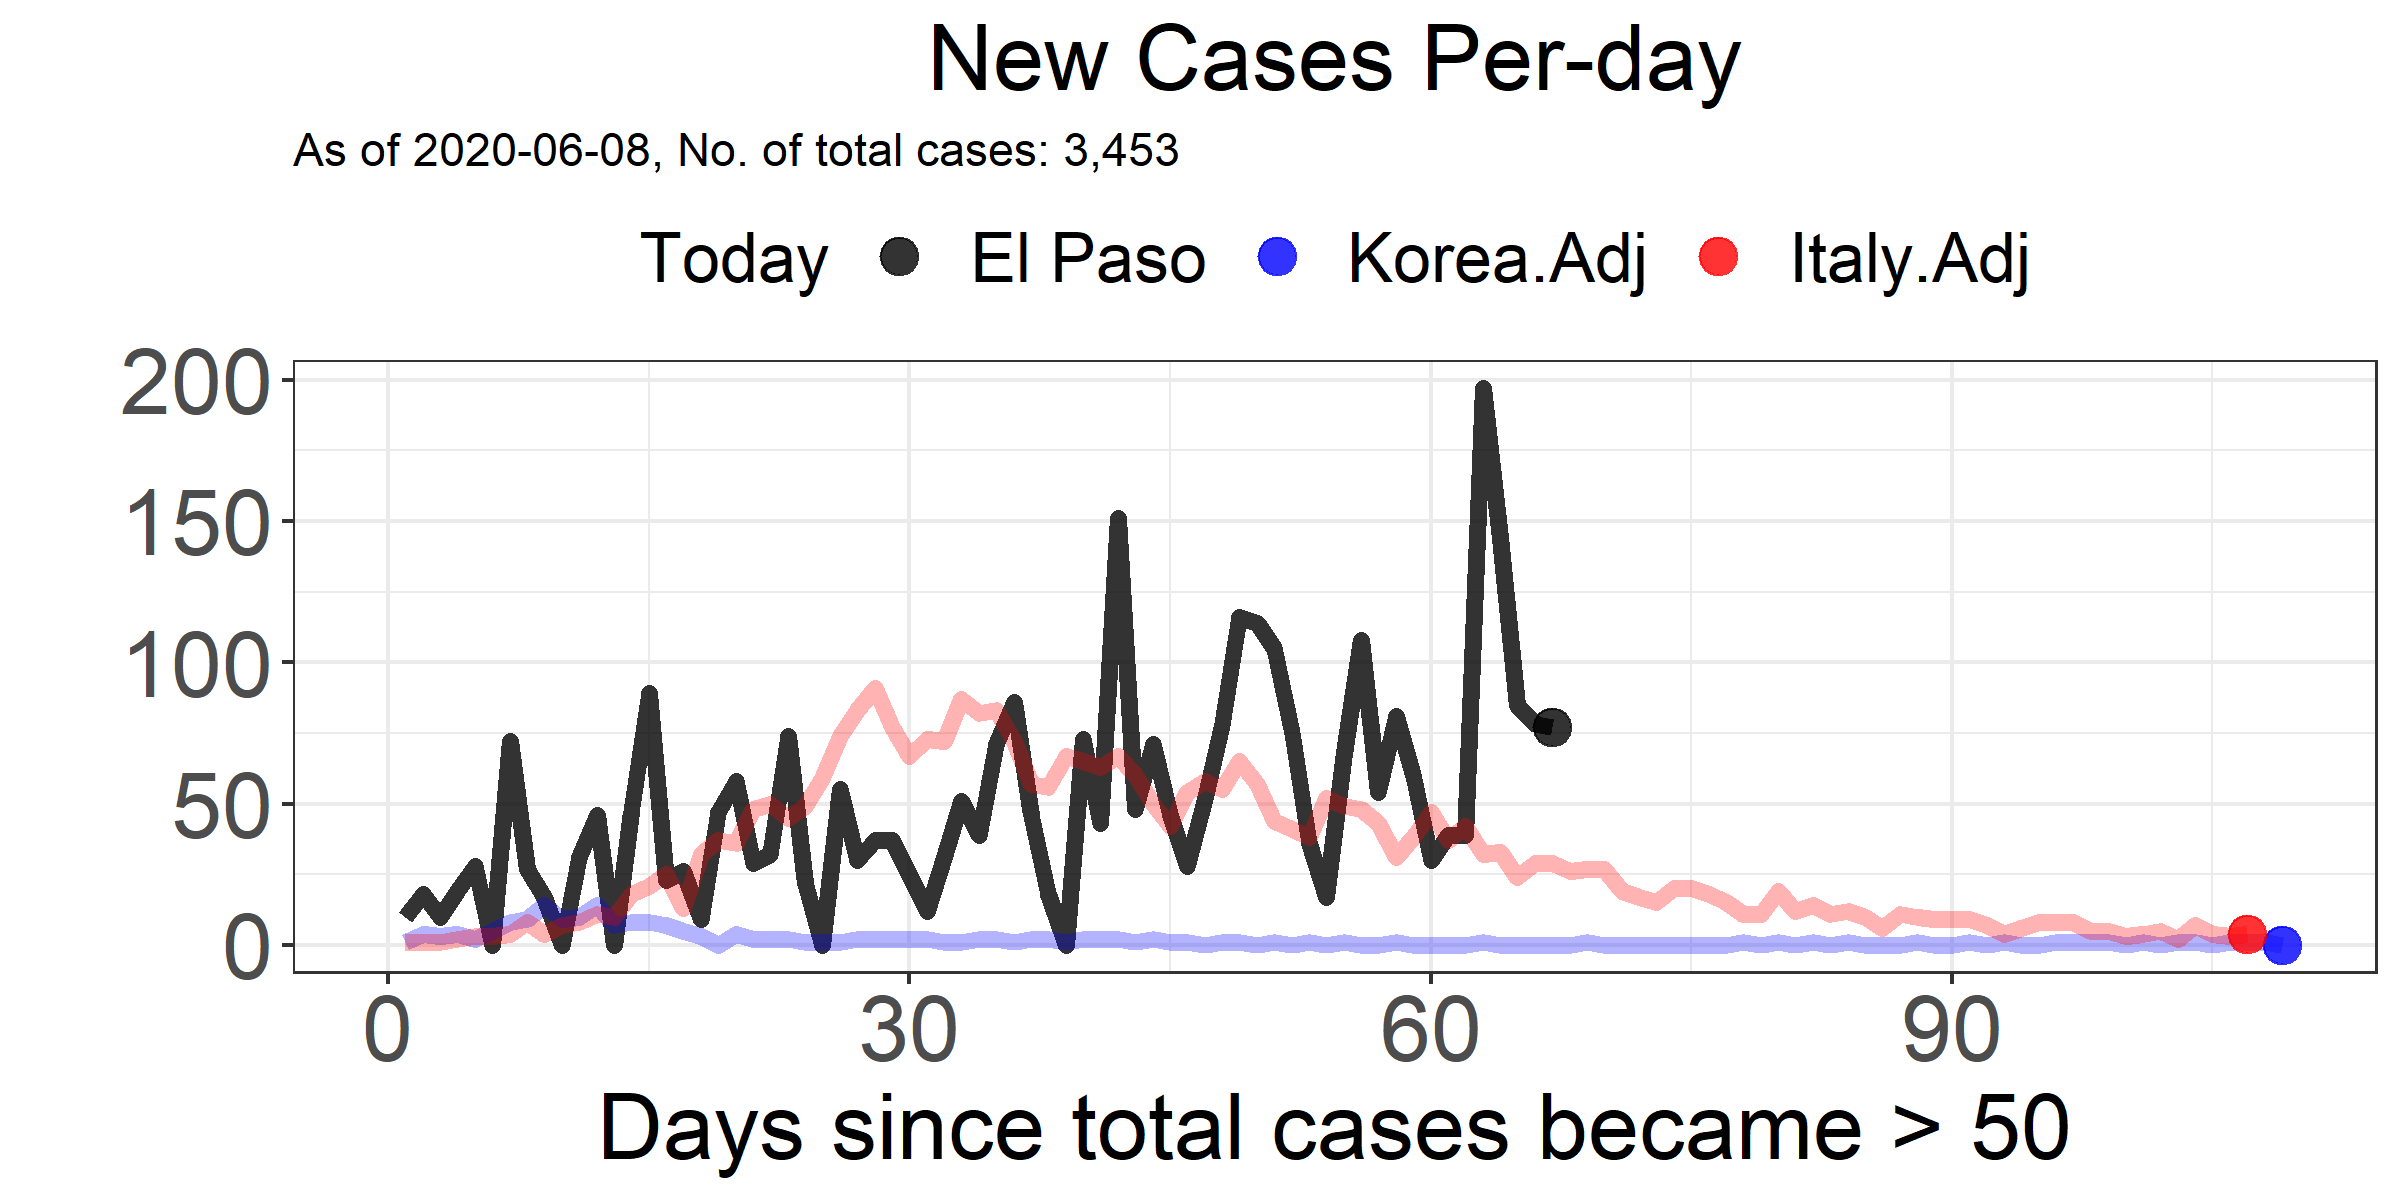 New Cases Per-day
As of 2020-06-08, No. of total cases: 3,453
Today El Paso Korea.Adj Italy.Adj
200
150
100
50
0
0 30 60 90
Days since total cases became > 50